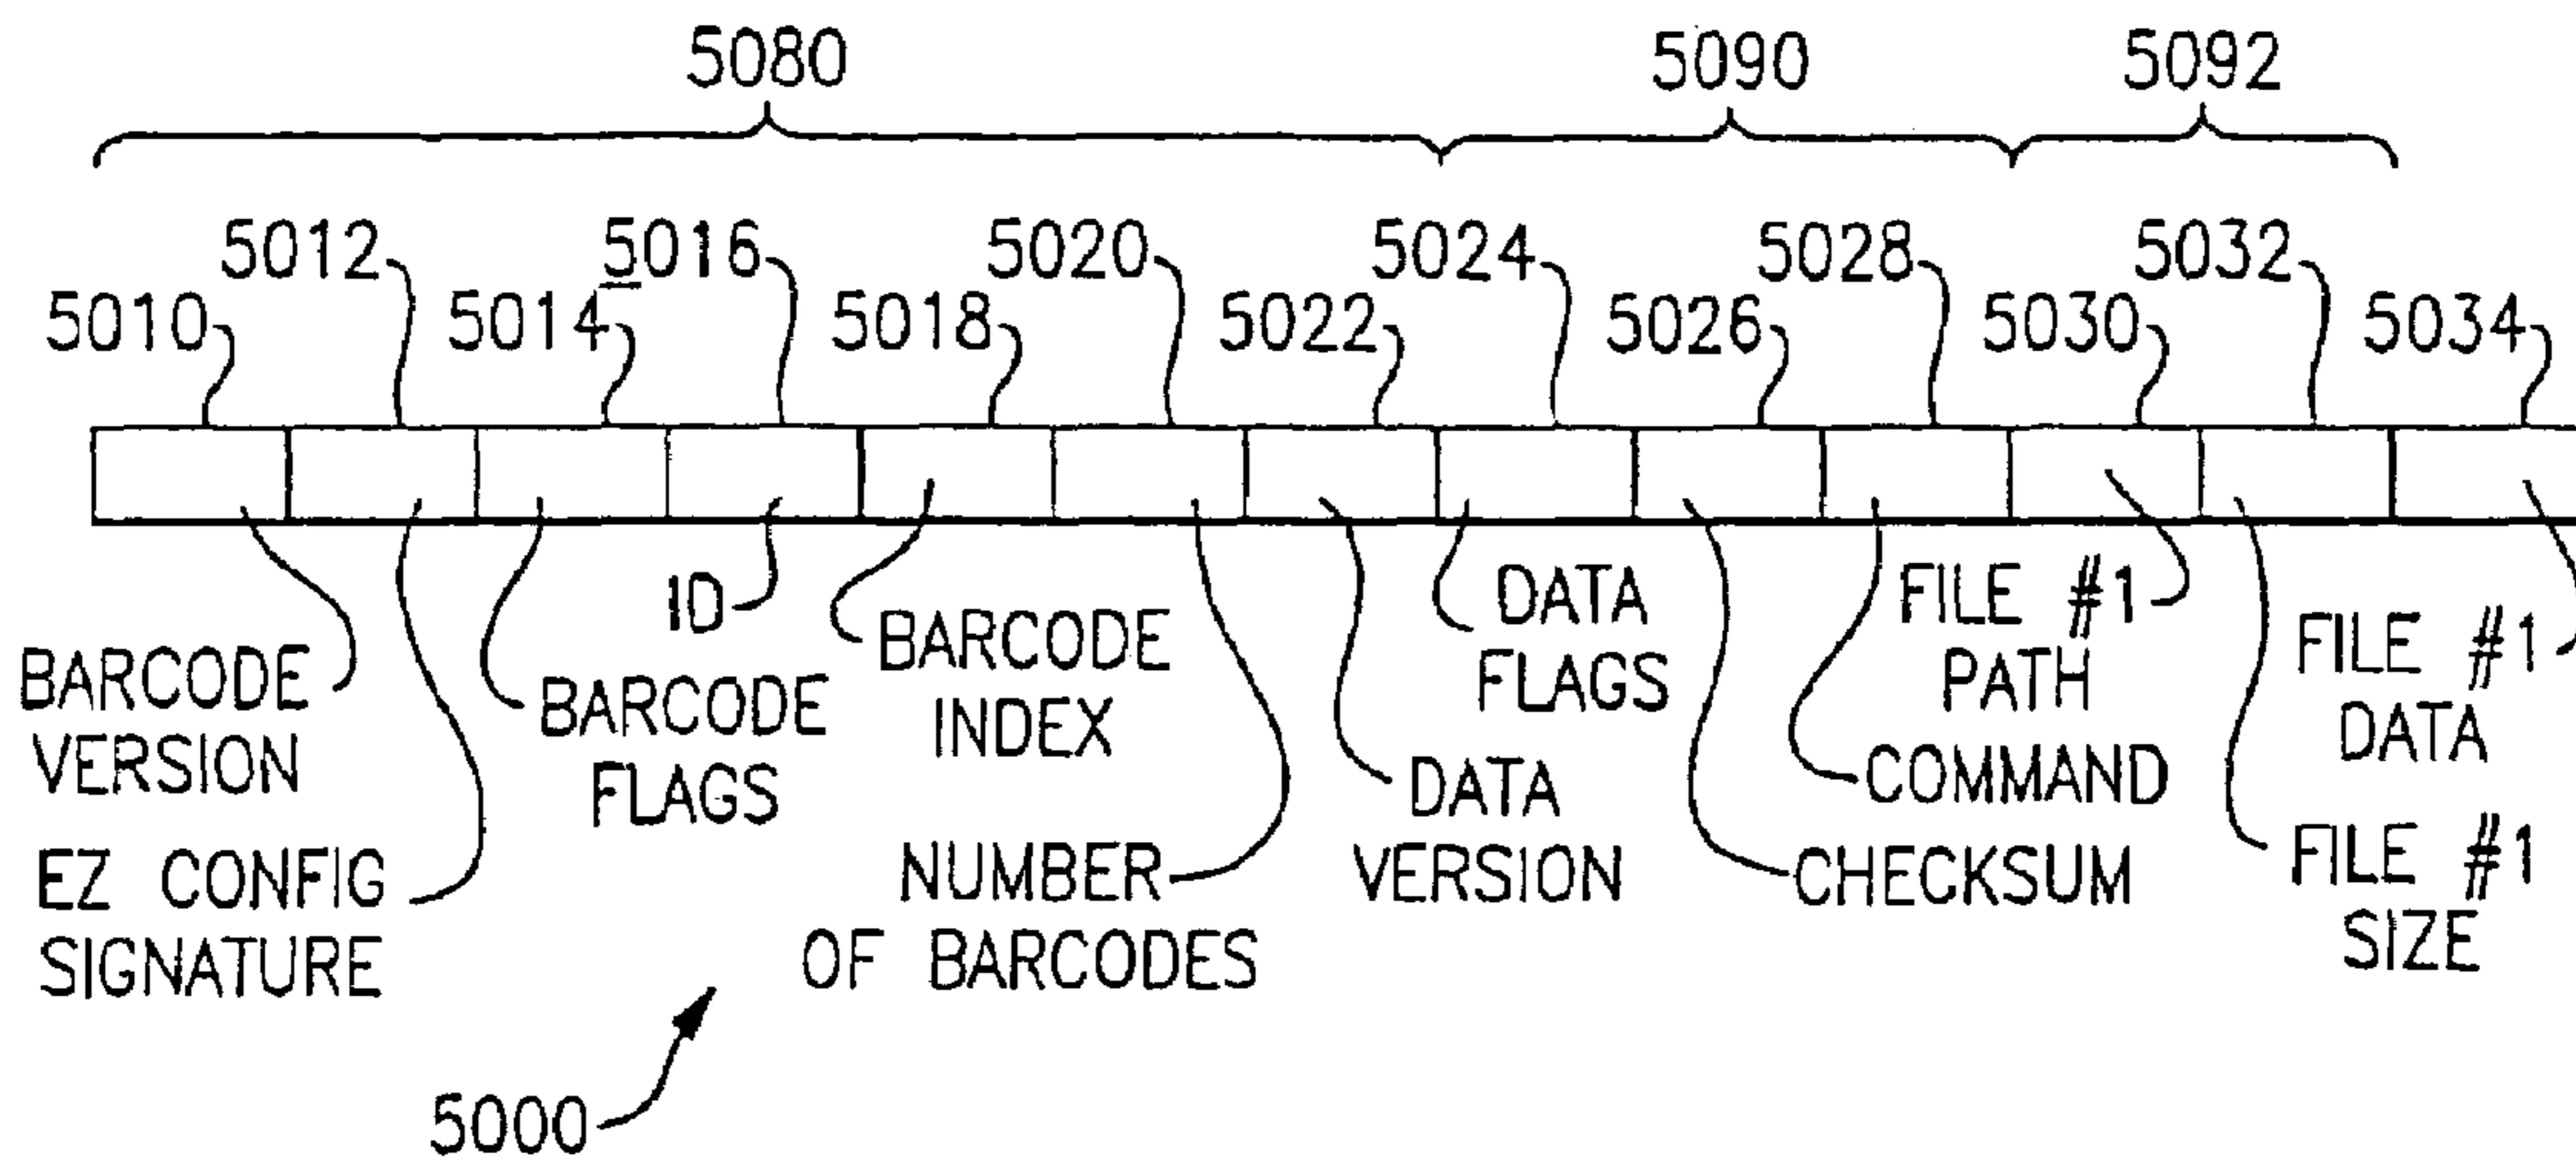 5080 5090 5092
5012 5016 5020 5024 5028 5032
5010 5014 5018 5022 5026 5030 5034
BARCODE
VERSION
EZ CONFIG
SIGNATURE
BARCODE
FLAGS
ID
BARCODE
INDEX
NUMBER
OF BARCODES
DATA
VERSION
DATA
FLAGS
CHECKSUM
COMMAND
FILE #1
PATH
FILE #1
SIZE
FILE #1
DATA
5000